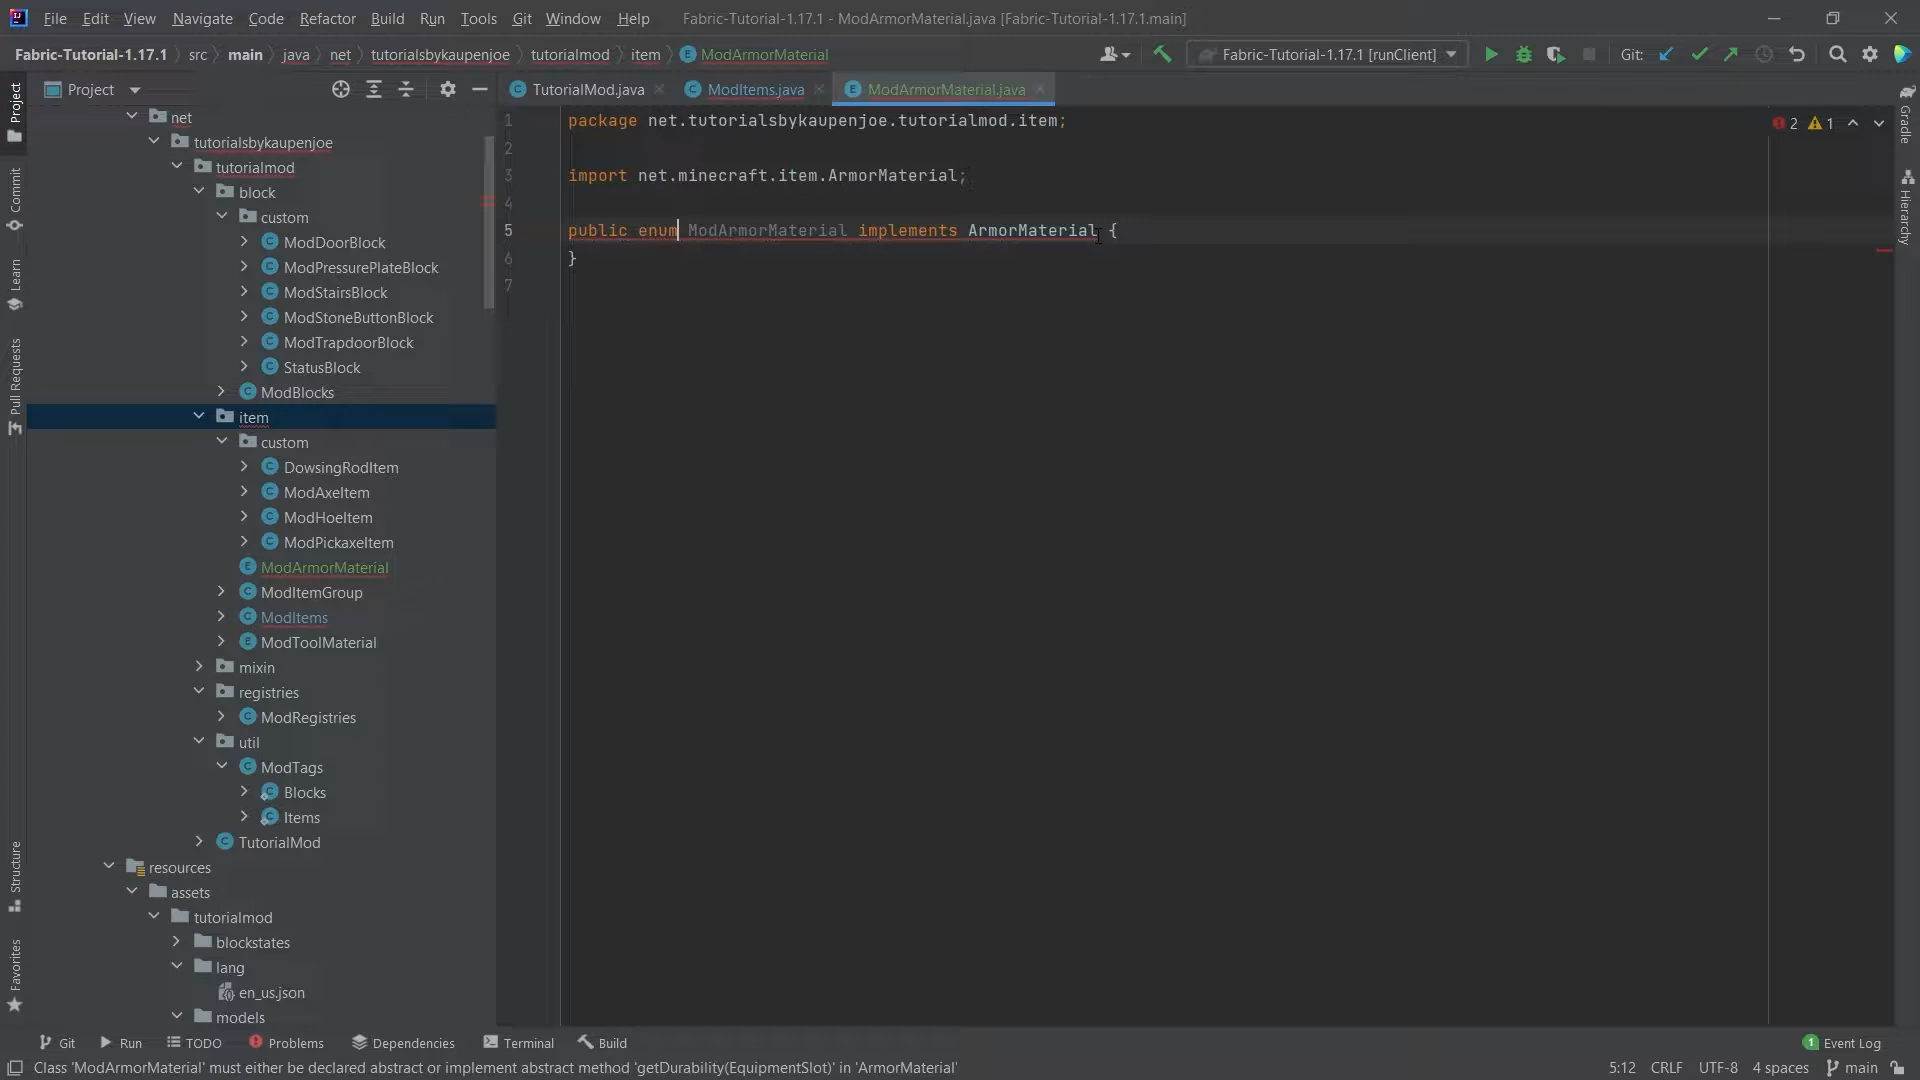 File Edit View Navigate Code Refactor Build Run Tools Git Window Help Fabric-Tutorial-1.17.1 - ModArmorMaterial.java [Fabric-Tutorial-1.17.1.main]
Fabric-Tutorial-1.17.1 src main java net tutorialsbykaupenjoe tutorialmod item ModArmorMaterial Fabric-Tutorial-1.17.1 [runClient] Git:
Project TutorialMod.java ModItems.java ModArmorMaterial.java
Project
Commit
Learn
Pull Requests
Structure
Favorites
net
tutorialsbykaupenjoe
tutorialmod
block
custom
ModDoorBlock
ModPressurePlateBlock
ModStairsBlock
ModStoneButtonBlock
ModTrapdoorBlock
StatusBlock
ModBlocks
item
custom
DowsingRodItem
ModAxeItem
ModHoeItem
ModPickaxeItem
ModArmorMaterial
ModItemGroup
ModItems
ModToolMaterial
mixin
registries
ModRegistries
util
ModTags
Blocks
Items
TutorialMod
resources
assets
tutorialmod
blockstates
lang
en_us.json
models
1 package net.tutorialsbykaupenjoe.tutorialmod.item;
2
3 import net.minecraft.item.ArmorMaterial;
4
5 public enum ModArmorMaterial implements ArmorMaterial {
6 }
7
2 1
Gradle
Hierarchy
Git Run TODO Problems Dependencies Terminal Build 1 Event Log
Class 'ModArmorMaterial' must either be declared abstract or implement abstract method 'getDurability(EquipmentSlot)' in 'ArmorMaterial' 5:12 CRLF UTF-8 4 spaces main